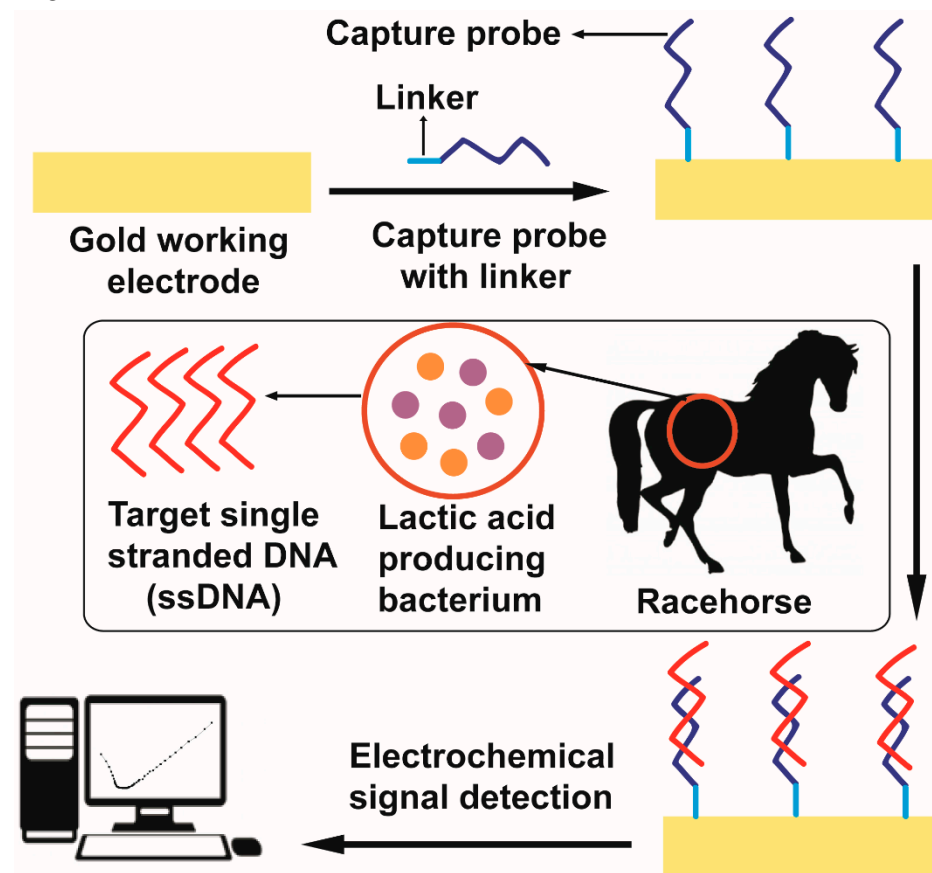 Capture probe
Linker
Gold working
electrode
Capture probe
with linker
Target single
stranded DNA
(ssDNA)
Lactic acid
producing
bacterium
Racehorse
Electrochemical
signal detection